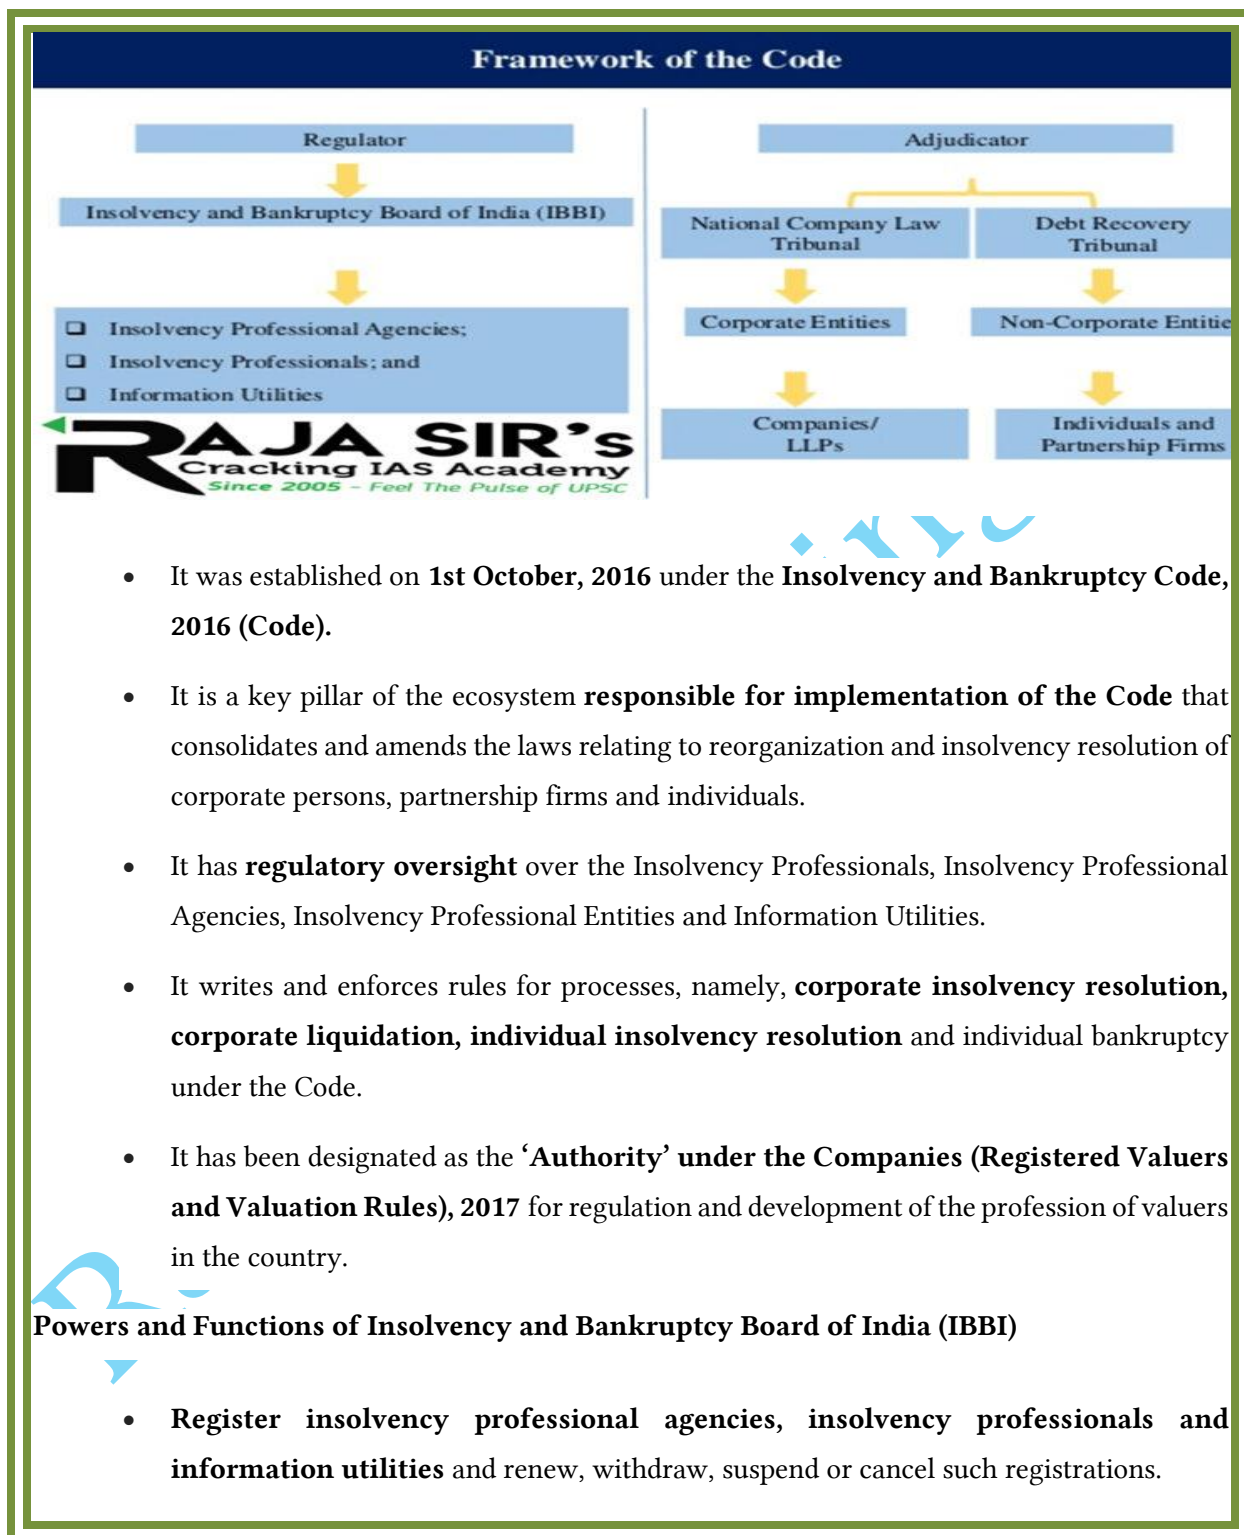 Framework of the Code
Regulator
Insolvency and Bankruptcy Board of India (IBBI)
Insolvency Professional Agencies;
Insolvency Professionals; and
Information Utilities
RAJA SIR'S
Cracking IAS Academy
Since 2005 - Feel The Pulse of UPSC
Adjudicator
National Company Law
Tribunal
Debt Recovery
Tribunal
Corporate Entities
Non-Corporate Entitie
Companies/
LLPs
Individuals and
Partnership Firms
• It was established on 1st October, 2016 under the Insolvency and Bankruptcy Code,
2016 (Code).
• It is a key pillar of the ecosystem responsible for implementation of the Code that
consolidates and amends the laws relating to reorganization and insolvency resolution of
corporate persons, partnership firms and individuals.
• It has regulatory oversight over the Insolvency Professionals, Insolvency Professional
Agencies, Insolvency Professional Entities and Information Utilities.
• It writes and enforces rules for processes, namely, corporate insolvency resolution,
corporate liquidation, individual insolvency resolution and individual bankruptcy
under the Code.
• It has been designated as the ‘Authority’ under the Companies (Registered Valuers
and Valuation Rules), 2017 for regulation and development of the profession of valuers
in the country.
Powers and Functions of Insolvency and Bankruptcy Board of India (IBBI)
• Register insolvency professional agencies, insolvency professionals and
information utilities and renew, withdraw, suspend or cancel such registrations.